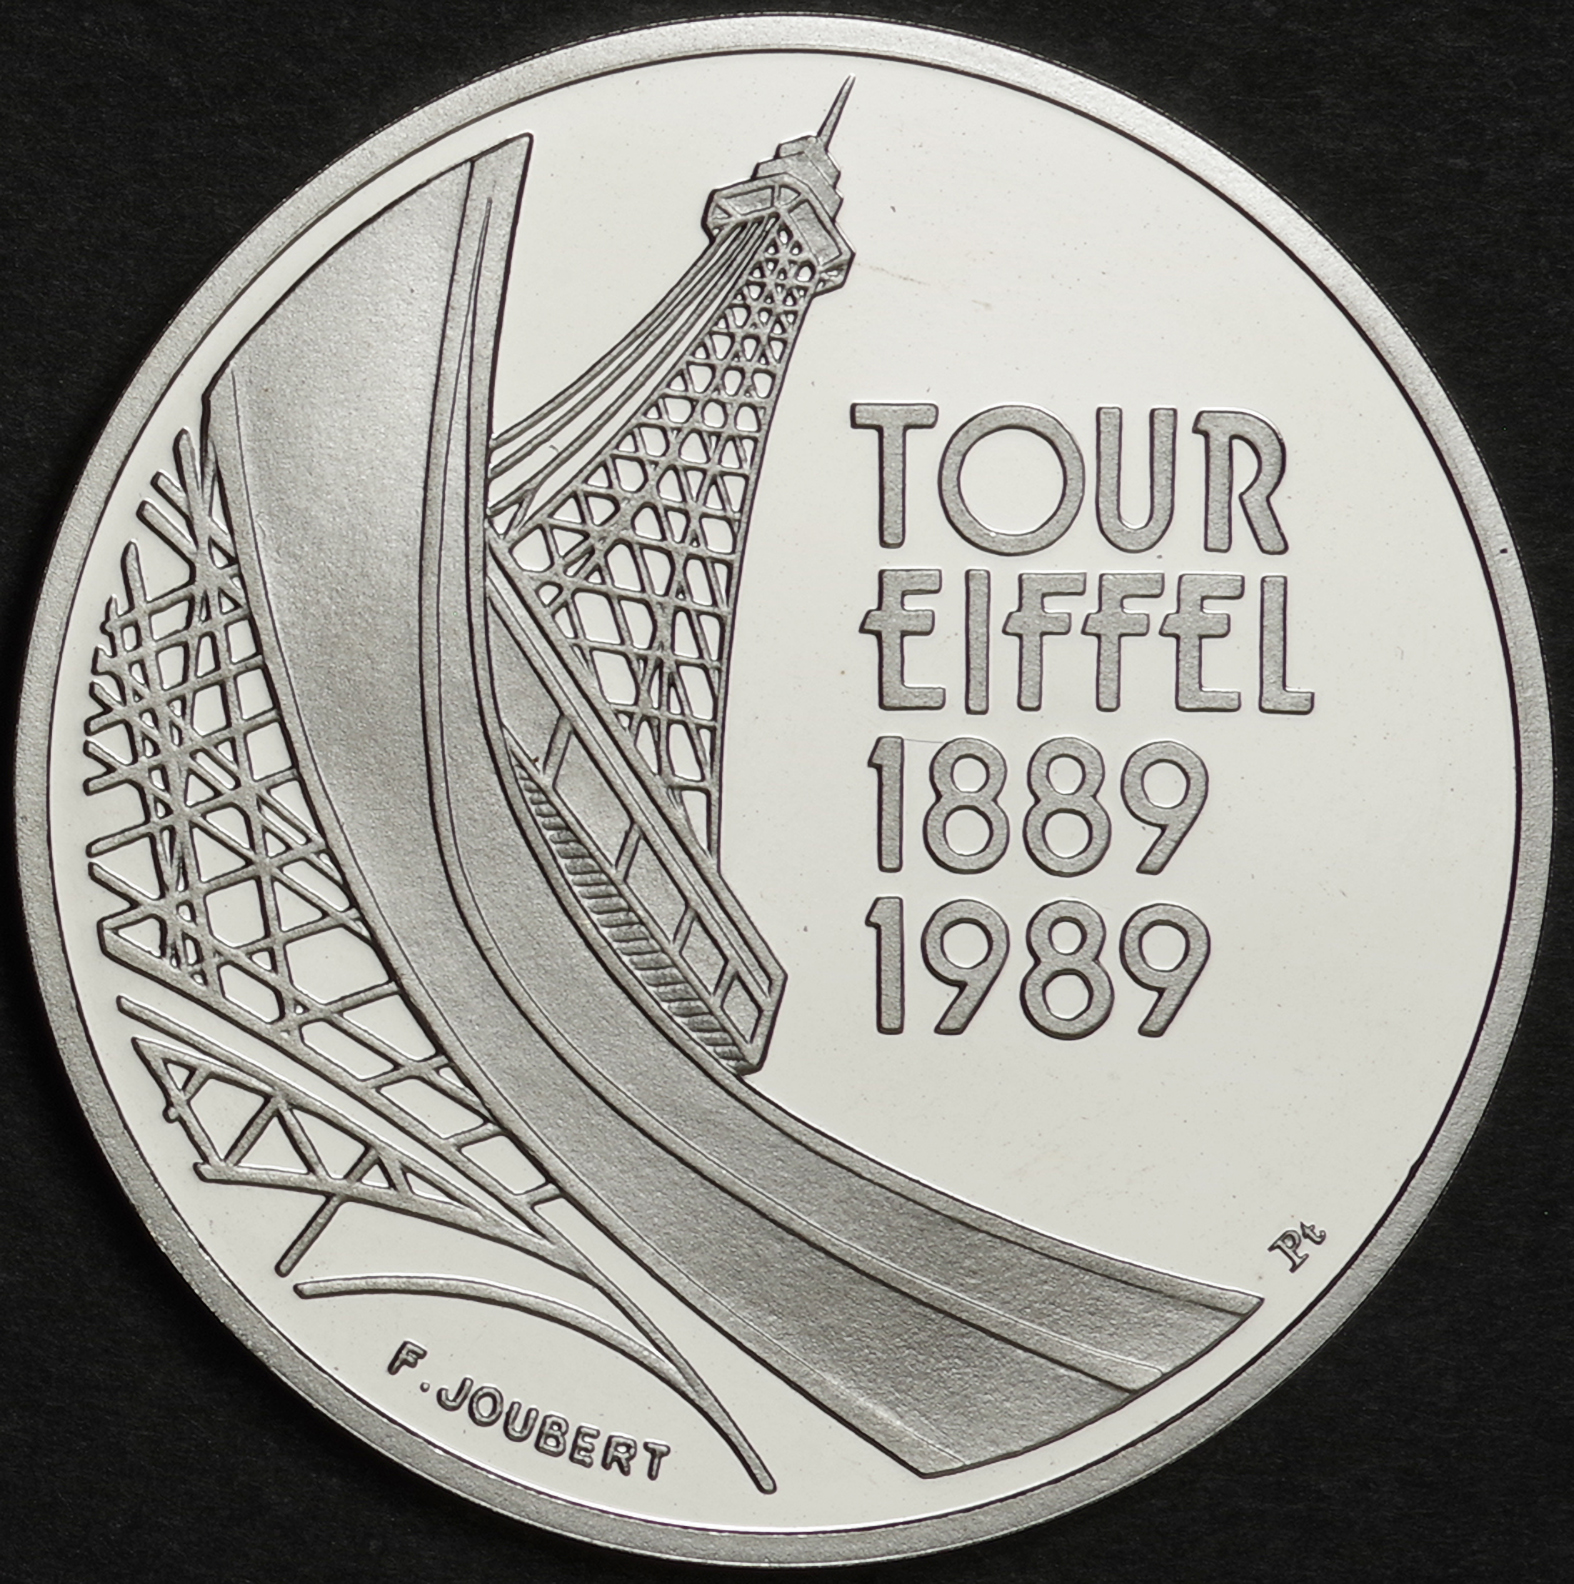 TOUR
EIFFEL
1889
1989
Pt
F. JOUBERT